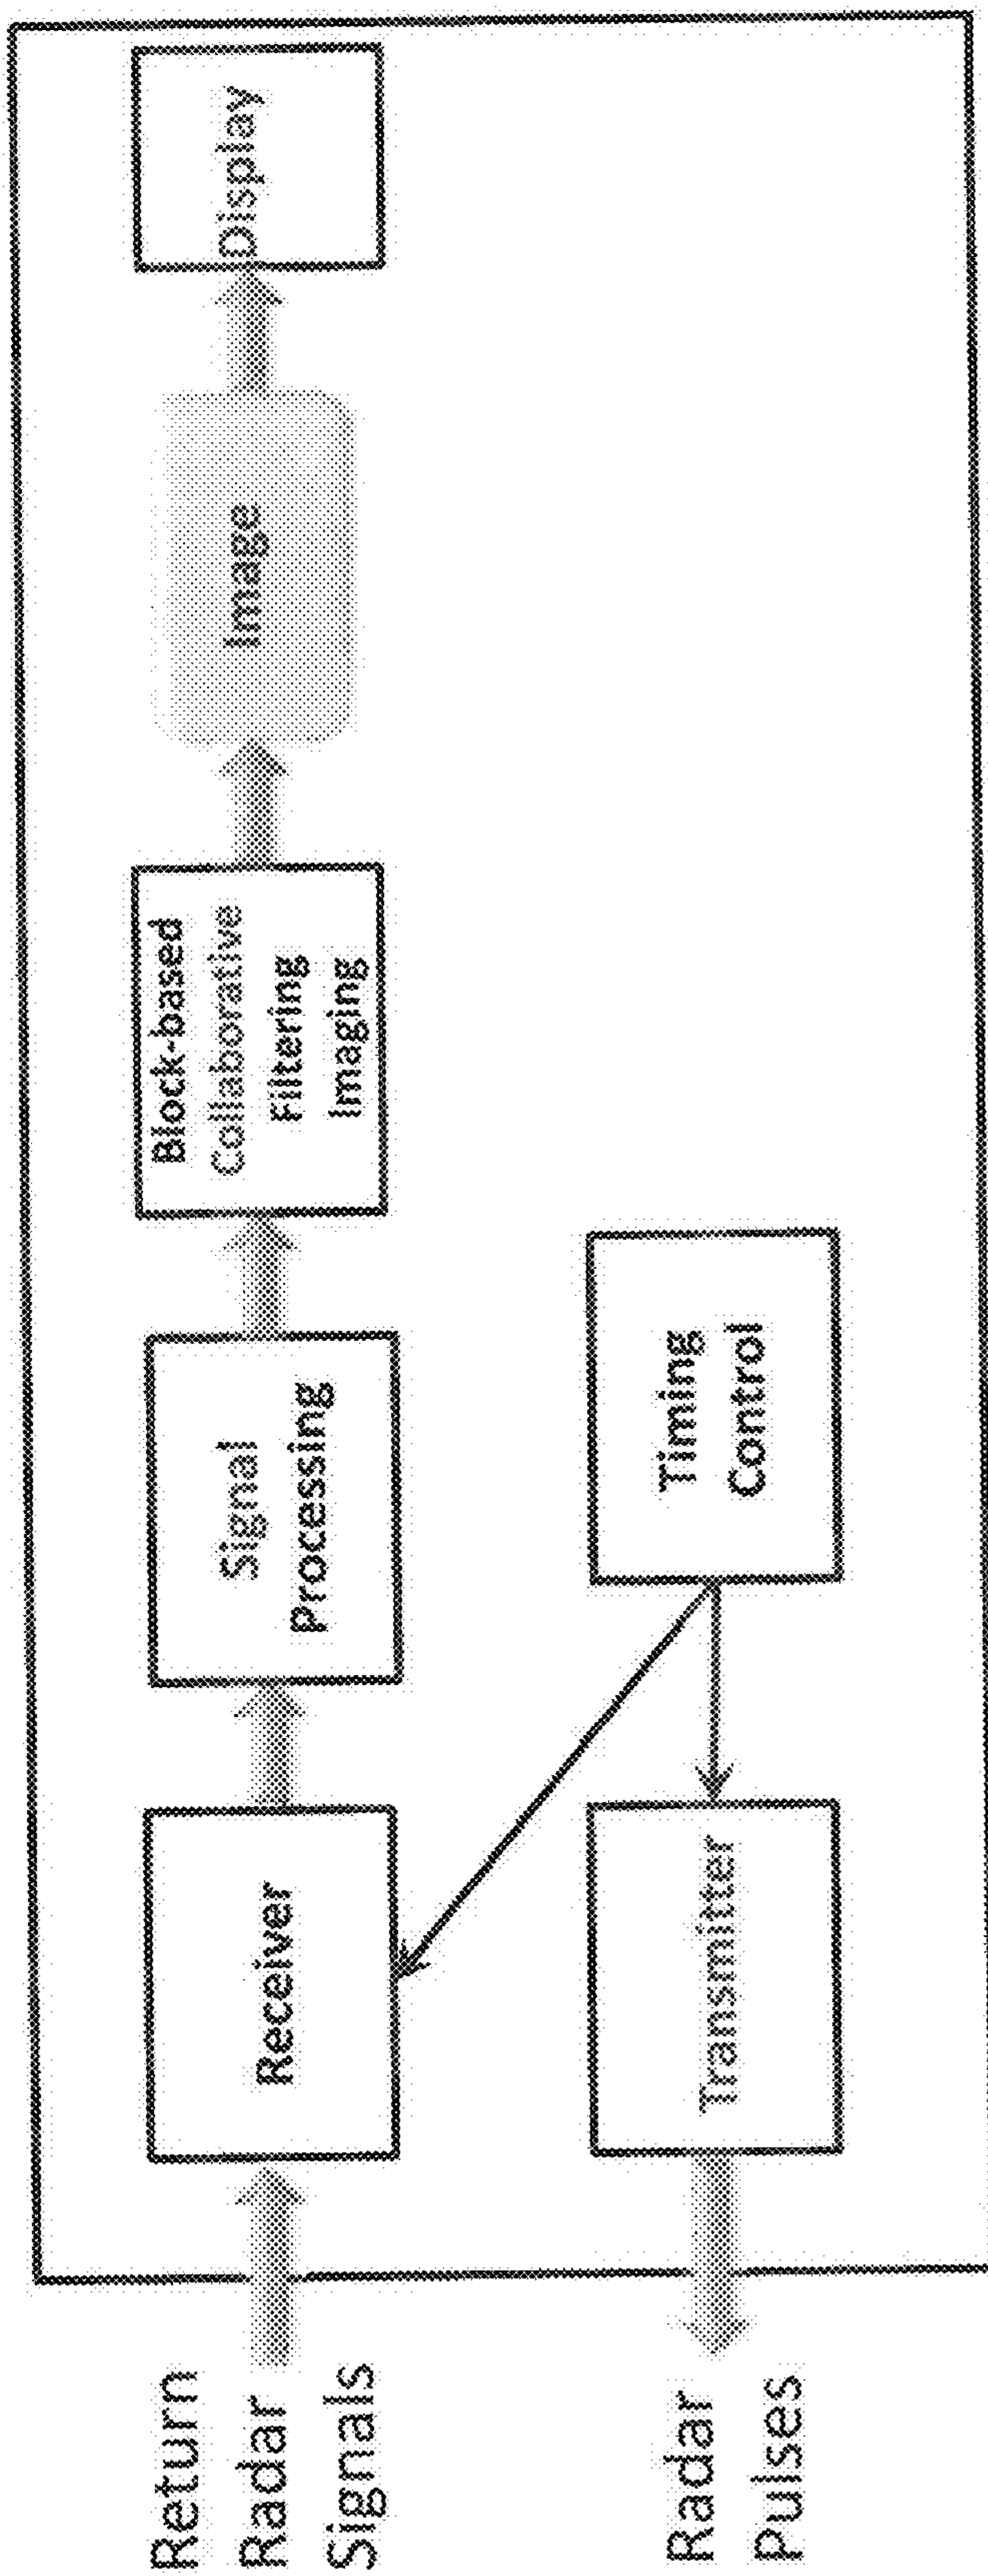 Return
Radar
Signals
Receiver
Signal
Processing
Block-based
Collaborative
Filtering
Imaging
Image
Display
Radar
Pulses
Transmitter
Timing
Control